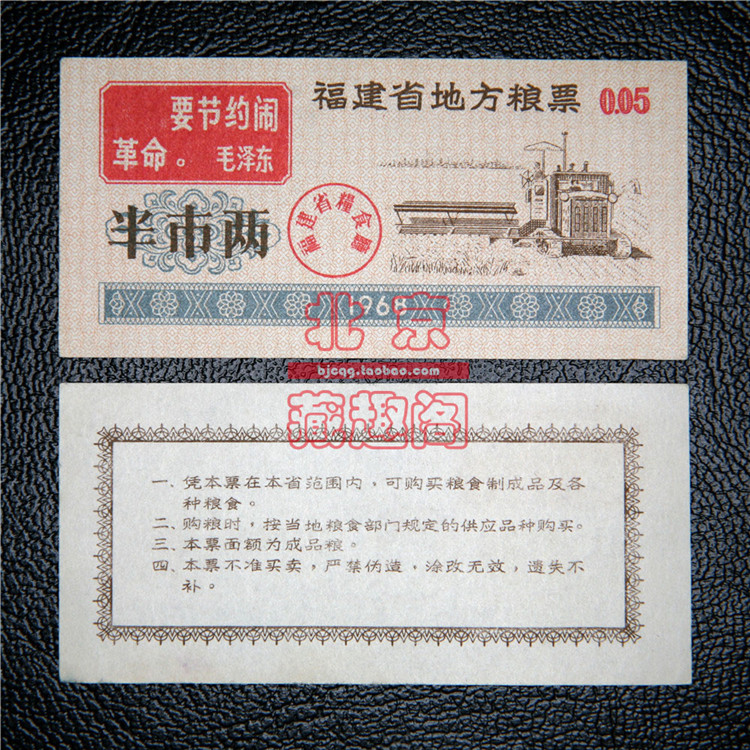 福建省地方粮票 0.05
要节约闹
革命。 毛泽东
半市两
福建省糧食廳
1968
北京
bjcqg.taobao.com
藏趣阁
一、凭本票在本省范围内，可购买粮食制成品及各
种粮食。
二、购粮时，按当地粮食部门规定的供应品种购买。
三、本票面额为成品粮。
四、本票不准买卖，严禁伪造，涂改无效，遗失不
补。